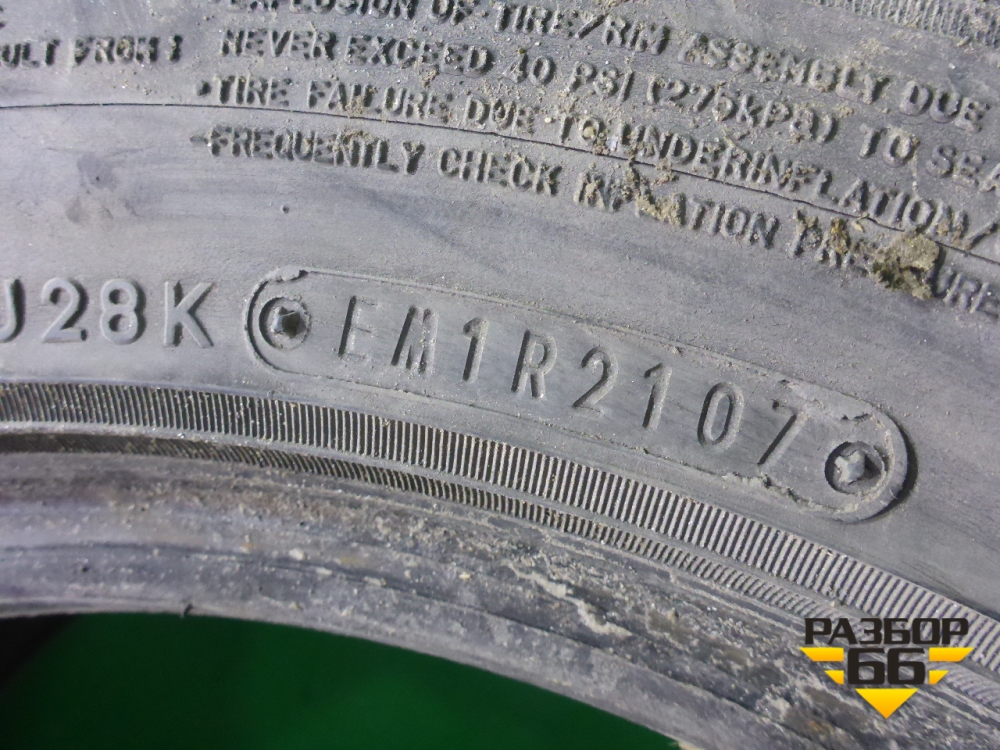 EXPLOSION OF TIRE/RIM ASSEMBLY DUE
ULT FROM:
NEVER EXCEED 40 PSI (275kPa) TO SEA
•TIRE FAILURE DUE TO UNDERINFLATION/
-FREQUENTLY CHECK INFLATION PRESSURE
J28K
EM1R2107
РАЗБОР
66